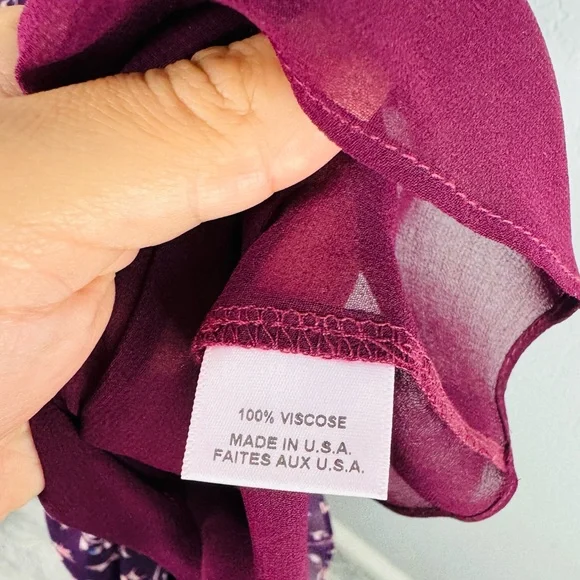 100% VISCOSE
MADE IN U.S.A.
FAITES AUX U.S.A.